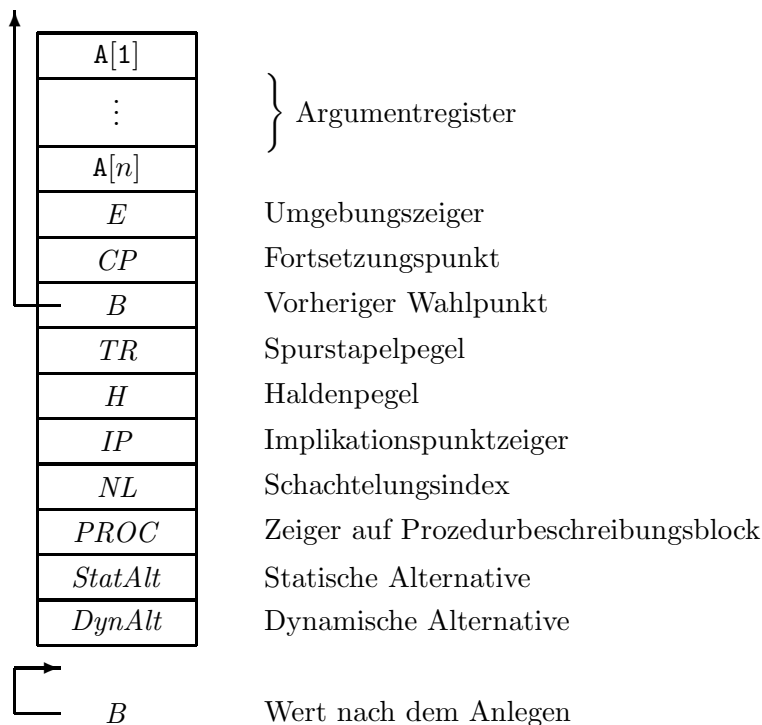 A[1]
⋮ } Argumentregister
A[n]
E Umgebungszeiger
CP Fortsetzungspunkt
B Vorheriger Wahlpunkt
TR Spurstapelpegel
H Haldenpegel
IP Implikationspunktzeiger
NL Schachtelungsindex
PROC Zeiger auf Prozedurbeschreibungsblock
StatAlt Statische Alternative
DynAlt Dynamische Alternative
B Wert nach dem Anlegen